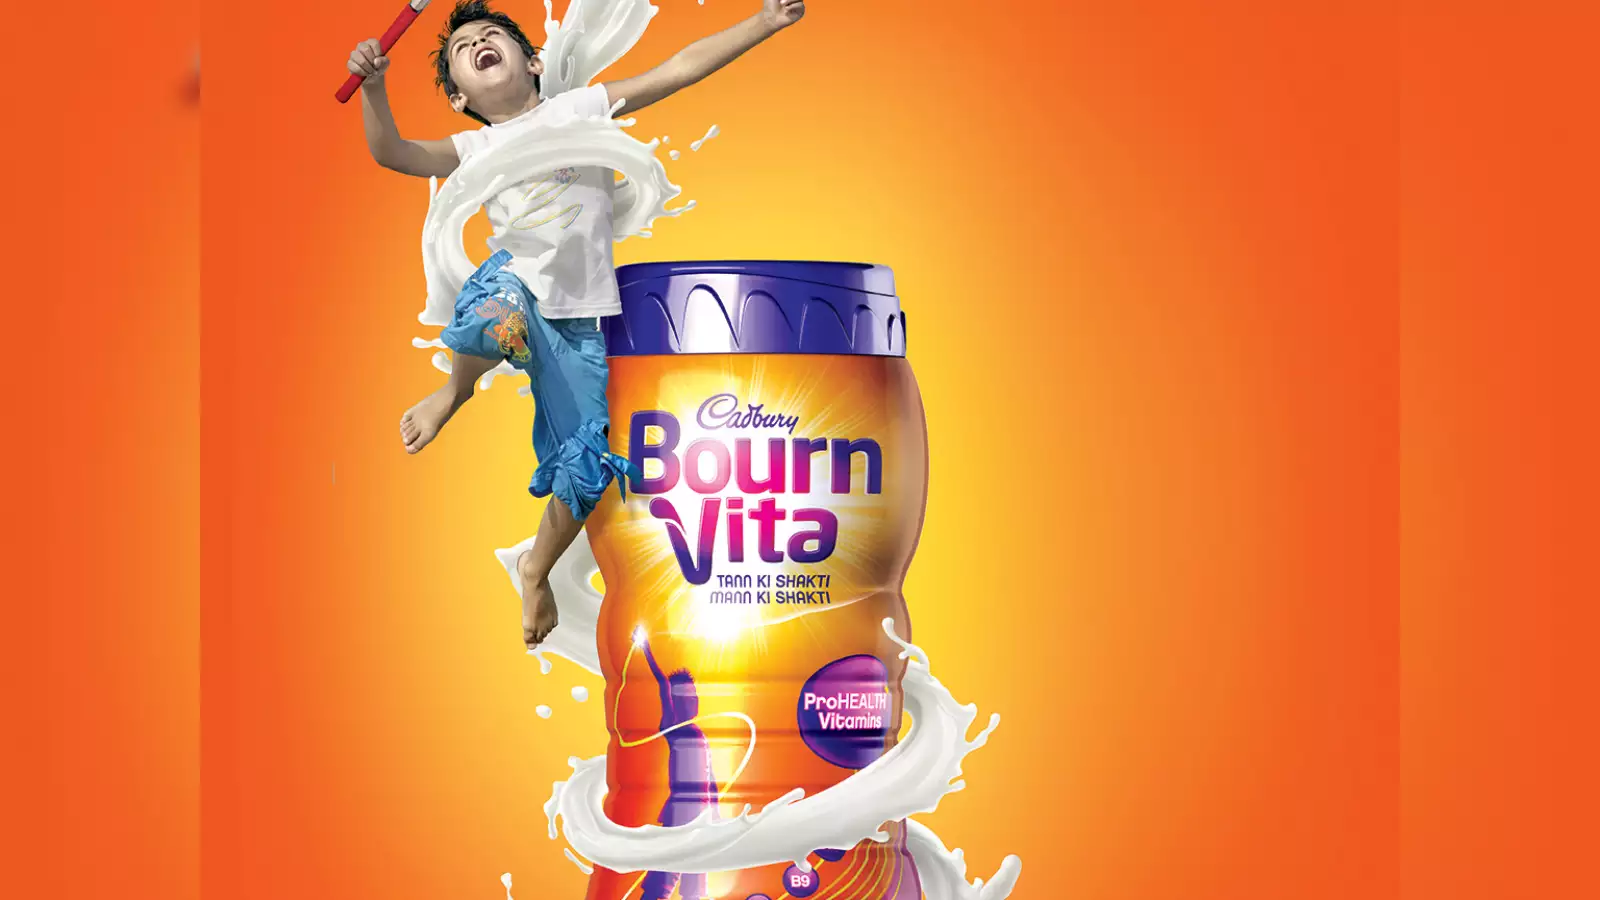 Cadbury
Bourn
Vita
TANN KI SHAKTI
MANN KI SHAKTI
ProHEALTH
Vitamins
B9